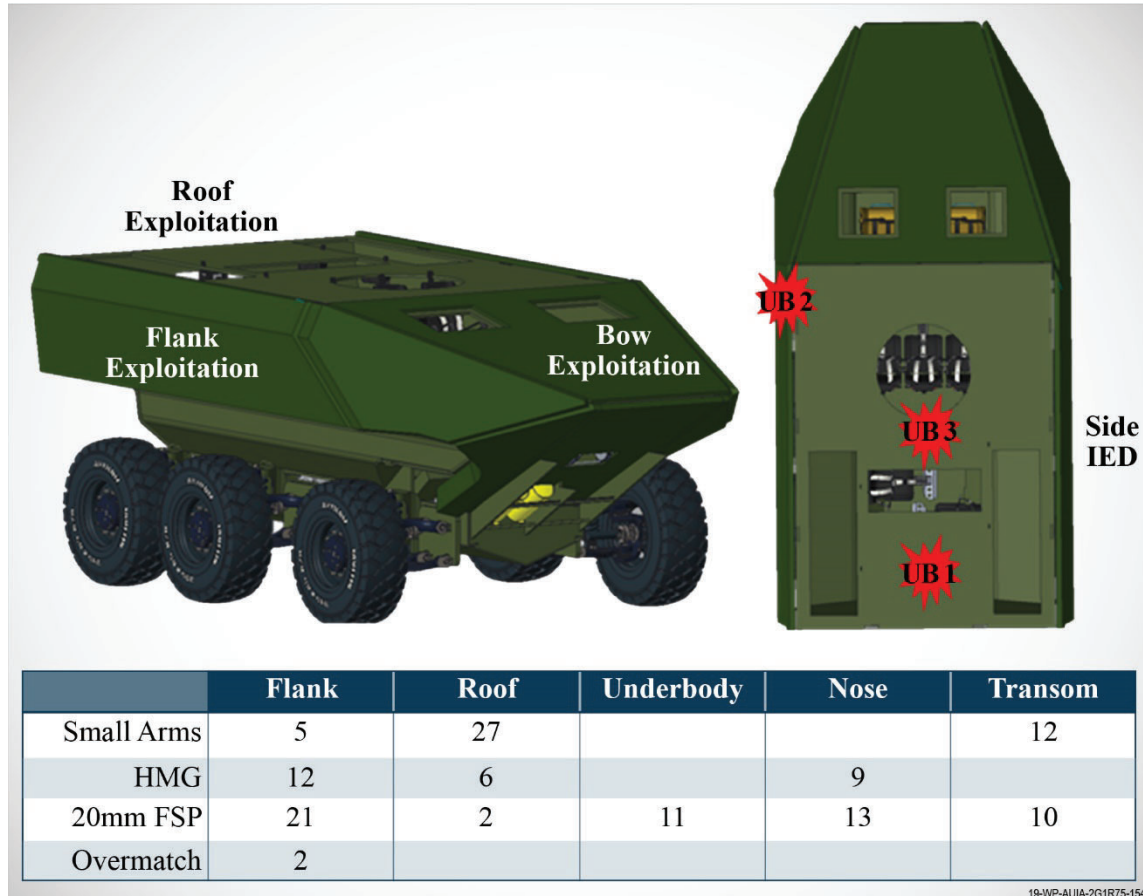 Roof
Exploitation
Flank
Exploitation
Bow
Exploitation
UB 2
UB 3
Side
IED
UB 1
Flank Roof Underbody Nose Transom
Small Arms 5 27 12
HMG 12 6 9
20mm FSP 21 2 11 13 10
Overmatch 2